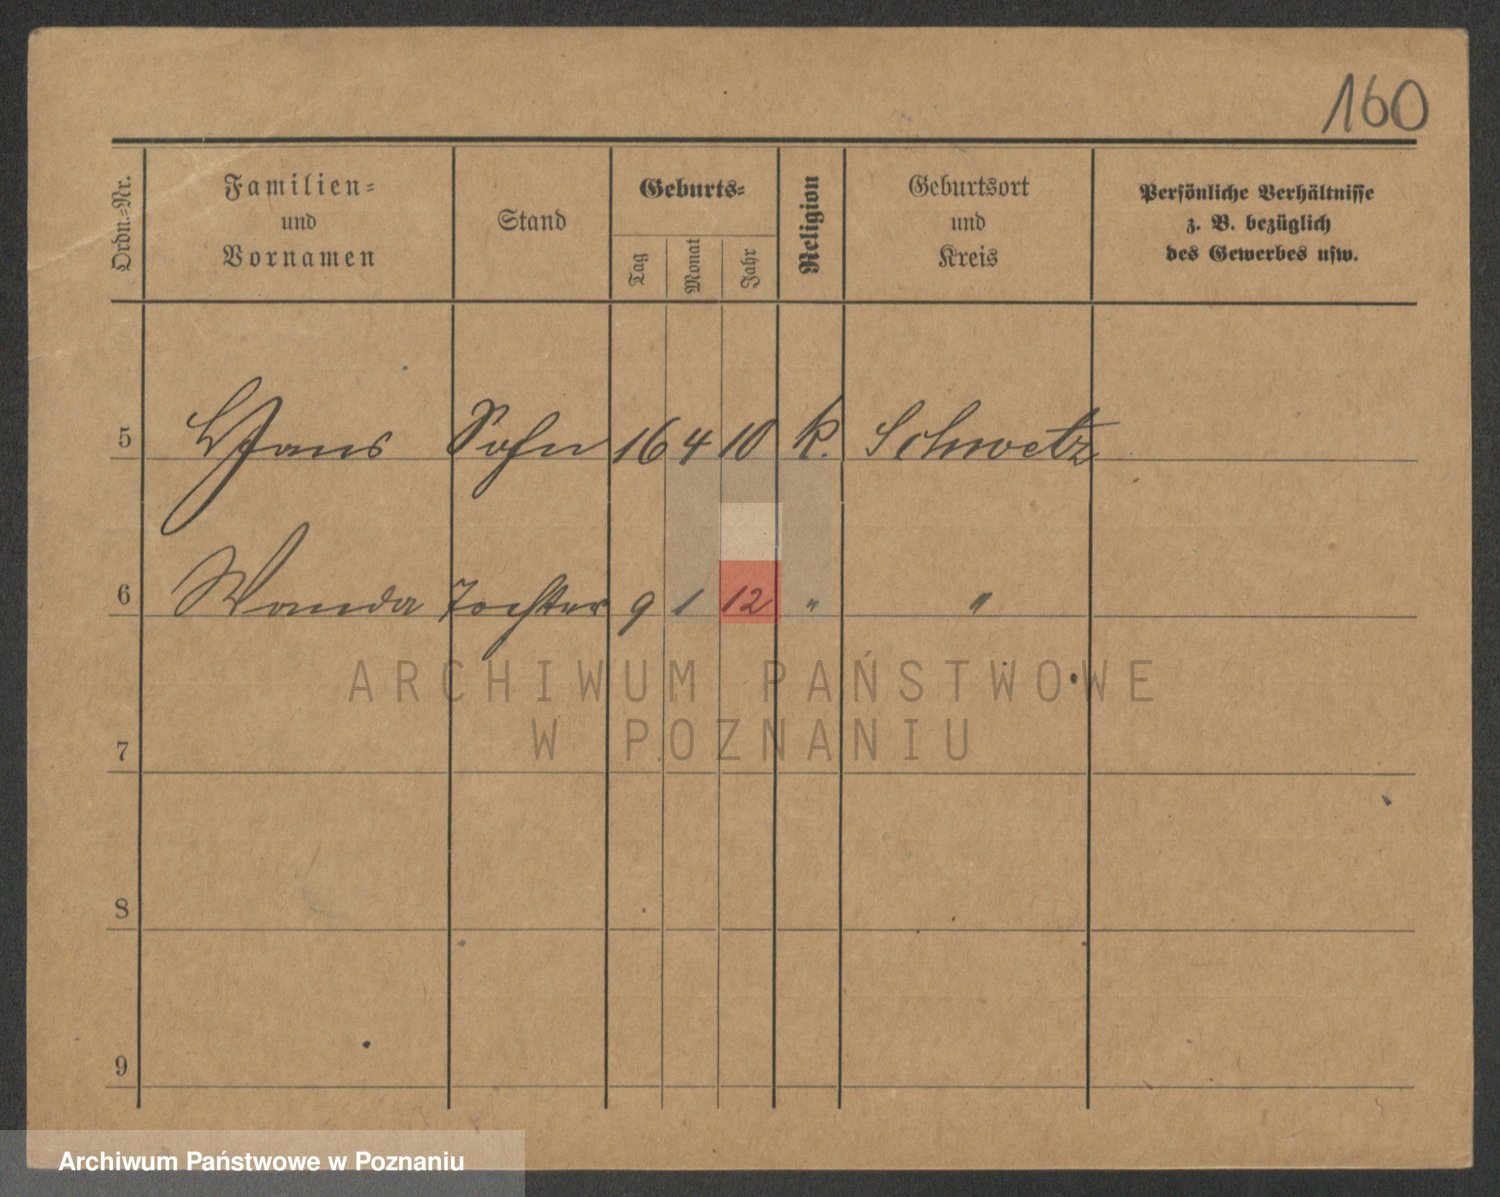 160
Ordn.=Nr.
Familien=
und
Vornamen
Stand
Geburts=
Tag
Monat
Jahr
Religion
Geburtsort
und
Kreis
Persönliche Verhältnisse
z. B. bezüglich
des Gewerbes usw.
5 Hans Sohn 16 4 10 k. Schwetz
6 Wanda Tochter 9 1 12 " "
ARCHIWUM PAŃSTWOWE
W POZNANIU
7
8
9
Archiwum Państwowe w Poznaniu